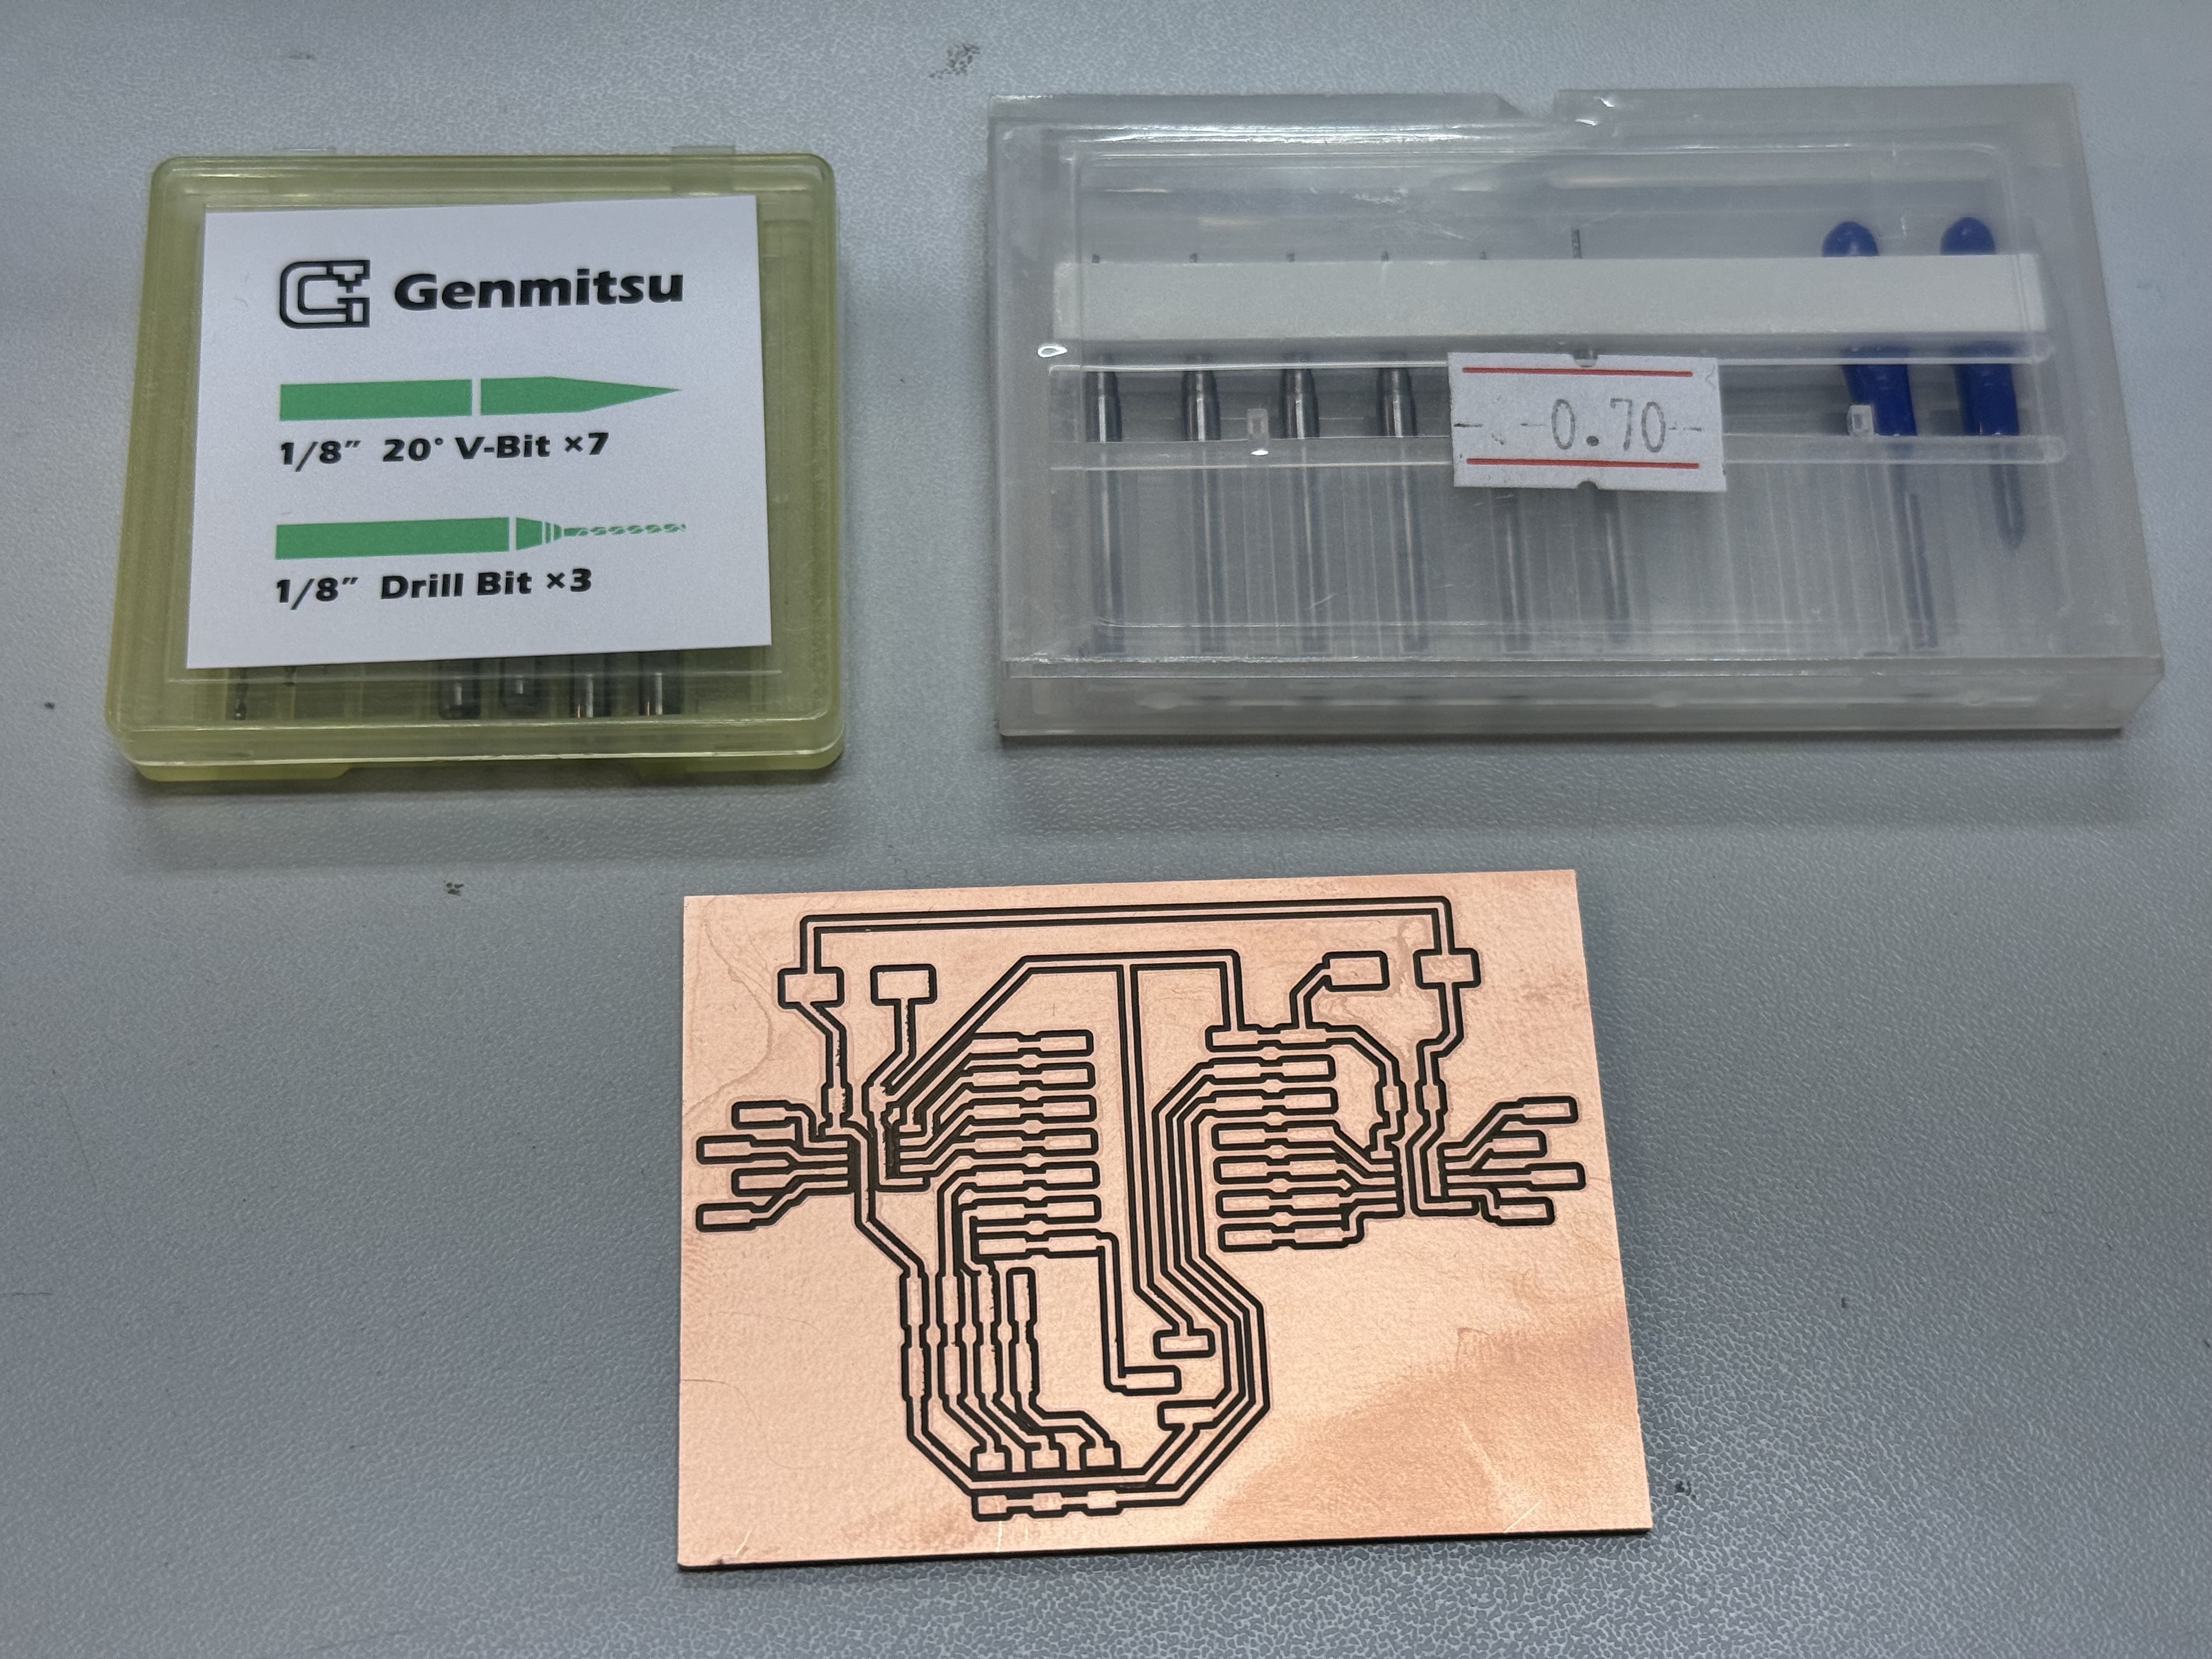 Genmitsu
1/8" 20° V-Bit ×7
1/8" Drill Bit ×3
0.70